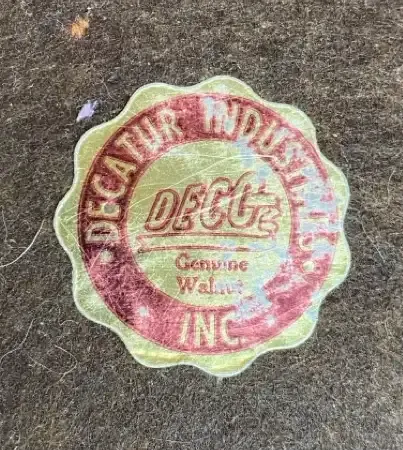 DECATUR INDUSTRIES
DECO
Genuine
Walnut
INC.